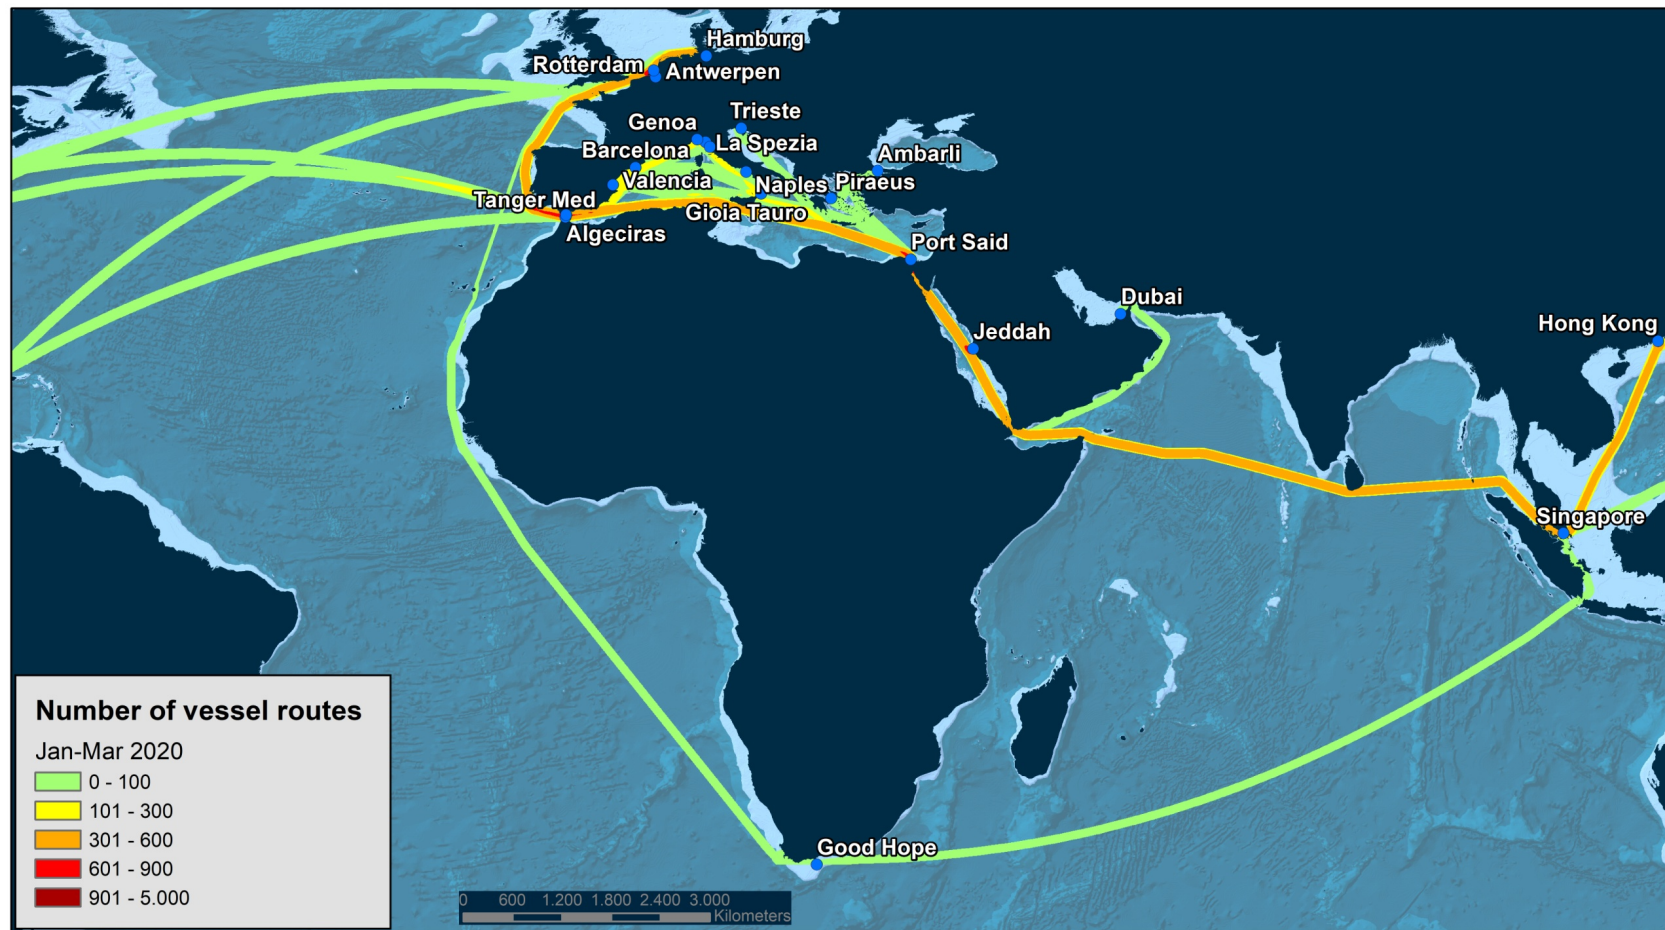 Hamburg
Rotterdam
Antwerpen
Trieste
Genoa
La Spezia
Barcelona
Ambarli
Valencia
Naples
Piraeus
Tanger Med
Gioia Tauro
Algeciras
Port Said
Dubai
Jeddah
Hong Kong
Singapore
Good Hope
Number of vessel routes
Jan-Mar 2020
0 - 100
101 - 300
301 - 600
601 - 900
901 - 5.000
0 600 1.200 1.800 2.400 3.000
Kilometers